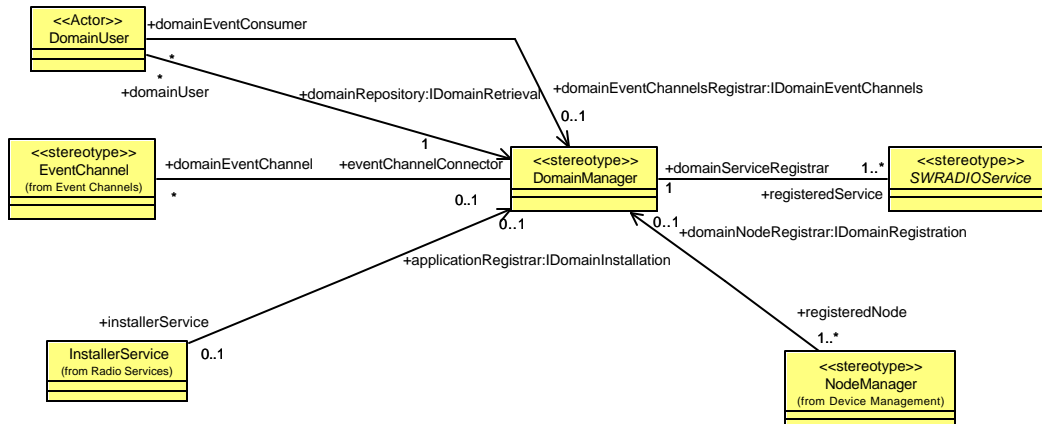 <<Actor>>
DomainUser
+domainEventConsumer
*
*
+domainUser
+domainRepository:IDomainRetrieval
1
+domainEventChannelsRegistrar:IDomainEventChannels
0..1
<<stereotype>>
EventChannel
(from Event Channels)
+domainEventChannel
*
+eventChannelConnector
0..1
<<stereotype>>
DomainManager
+domainServiceRegistrar
1
1..*
+registeredService
<<stereotype>>
SWRADIOService
0..1
+applicationRegistrar:IDomainInstallation
0..1
+domainNodeRegistrar:IDomainRegistration
+installerService
0..1
+registeredNode
1..*
InstallerService
(from Radio Services)
<<stereotype>>
NodeManager
(from Device Management)